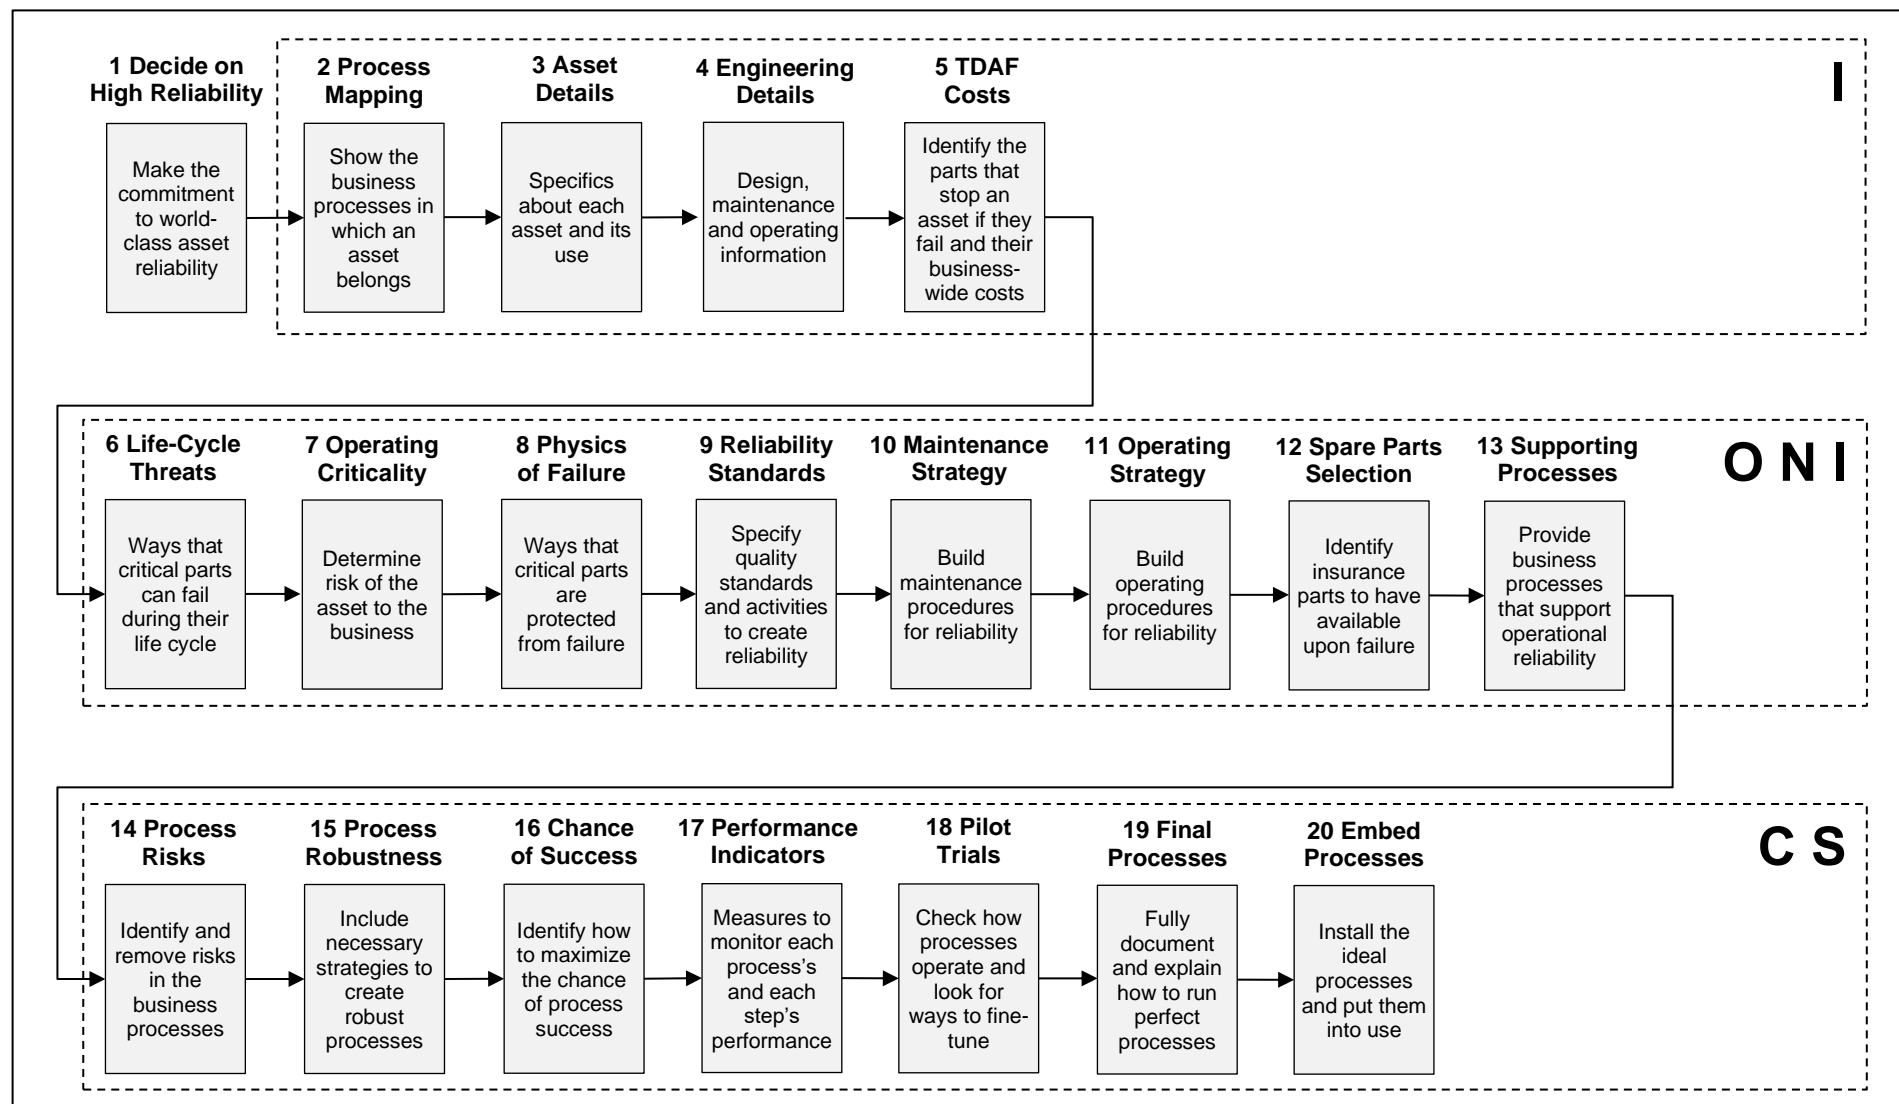 1 Decide on
High Reliability
Make the
commitment
to world-
class asset
reliability
2 Process
Mapping
Show the
business
processes in
which an
asset
belongs
3 Asset
Details
Specifics
about each
asset and its
use
4 Engineering
Details
Design,
maintenance
and operating
information
5 TDAF
Costs
Identify the
parts that
stop an
asset if they
fail and their
business-
wide costs
I
6 Life-Cycle
Threats
Ways that
critical parts
can fail
during their
life cycle
7 Operating
Criticality
Determine
risk of the
asset to the
business
8 Physics
of Failure
Ways that
critical parts
are
protected
from failure
9 Reliability
Standards
Specify
quality
standards
and activities
to create
reliability
10 Maintenance
Strategy
Build
maintenance
procedures
for reliability
11 Operating
Strategy
Build
operating
procedures
for reliability
12 Spare Parts
Selection
Identify
insurance
parts to have
available
upon failure
13 Supporting
Processes
Provide
business
processes
that support
operational
reliability
O N I
14 Process
Risks
Identify and
remove risks
in the
business
processes
15 Process
Robustness
Include
necessary
strategies to
create
robust
processes
16 Chance
of Success
Identify how
to maximize
the chance
of process
success
17 Performance
Indicators
Measures to
monitor each
process’s
and each
step’s
performance
18 Pilot
Trials
Check how
processes
operate and
look for
ways to fine-
tune
19 Final
Processes
Fully
document
and explain
how to run
perfect
processes
20 Embed
Processes
Install the
ideal
processes
and put them
into use
C S